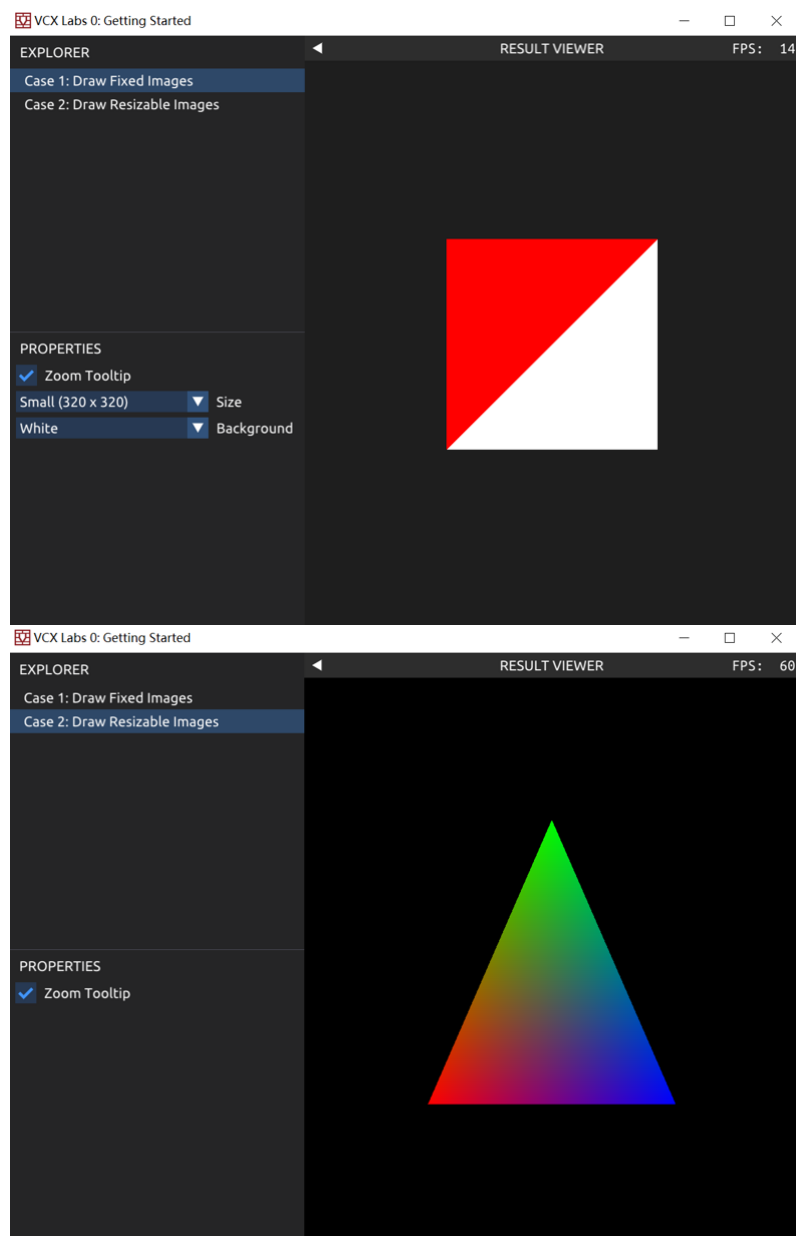 VCX Labs 0: Getting Started
EXPLORER
RESULT VIEWER
FPS: 14
Case 1: Draw Fixed Images
Case 2: Draw Resizable Images
PROPERTIES
Zoom Tooltip
Small (320 x 320) Size
White Background
VCX Labs 0: Getting Started
EXPLORER
RESULT VIEWER
FPS: 60
Case 1: Draw Fixed Images
Case 2: Draw Resizable Images
PROPERTIES
Zoom Tooltip